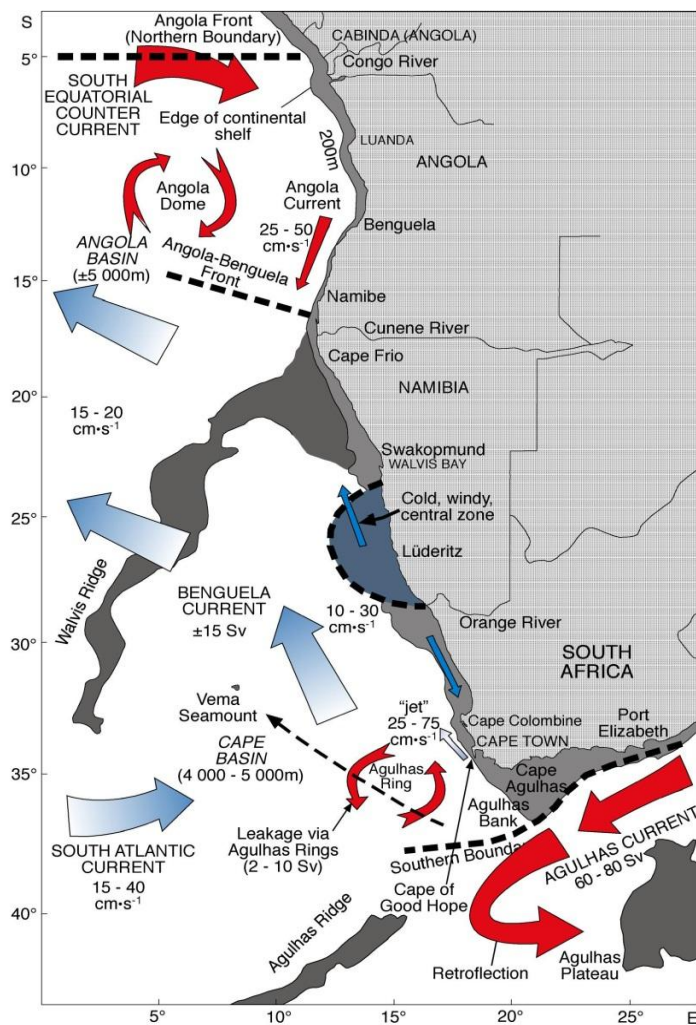 S
Angola Front
(Northern Boundary)
CABINDA (ANGOLA)
5°
Congo River
SOUTH
EQUATORIAL
COUNTER
CURRENT
Edge of continental
shelf
200m
LUANDA
ANGOLA
10°
Angola
Dome
Angola
Current
25 - 50
cm•s⁻¹
Benguela
ANGOLA
BASIN
(±5 000m)
Angola-Benguela
Front
15°
Namibe
Cunene River
Cape Frio
NAMIBIA
20°
15 - 20
cm•s⁻¹
Swakopmund
WALVIS BAY
Cold, windy,
central zone
25°
Lüderitz
Walvis Ridge
BENGUELA
CURRENT
±15 Sv
10 - 30
cm•s⁻¹
Orange River
30°
SOUTH
AFRICA
Vema
Seamount
"jet"
25 - 75
cm•s⁻¹
Cape Colombine
CAPE TOWN
Port
Elizabeth
CAPE
BASIN
(4 000 - 5 000m)
35°
Agulhas
Ring
Cape
Agulhas
Agulhas
Bank
Leakage via
Agulhas Rings
(2 - 10 Sv)
Southern Bounda
AGULHAS CURRENT
60 - 80 Sv
SOUTH ATLANTIC
CURRENT
15 - 40
cm•s⁻¹
Cape of
Good Hope
40°
Agulhas Ridge
Retroflection
Agulhas
Plateau
5°
10°
15°
20°
25°
E